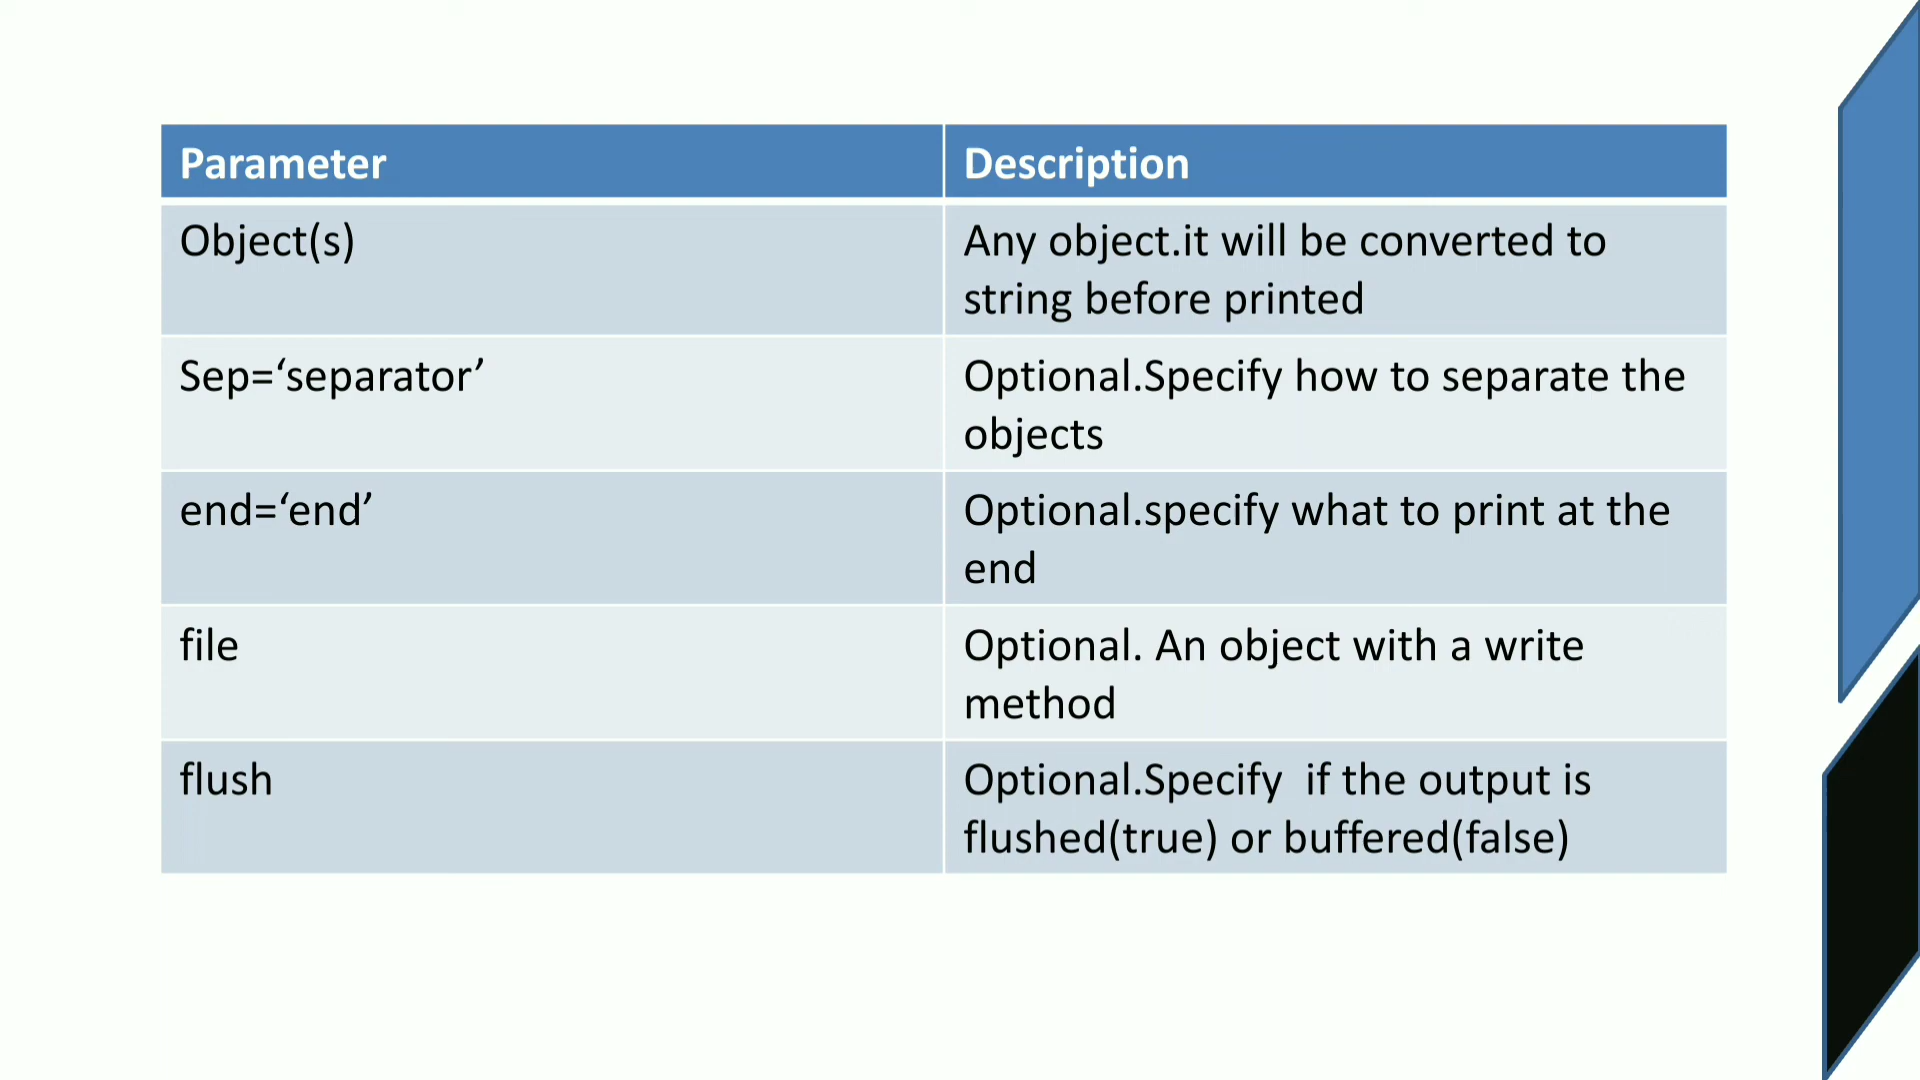 Parameter
Description
Object(s)
Any object.it will be converted to
string before printed
Sep=‘separator’
Optional.Specify how to separate the
objects
end=‘end’
Optional.specify what to print at the
end
file
Optional. An object with a write
method
flush
Optional.Specify  if the output is
flushed(true) or buffered(false)